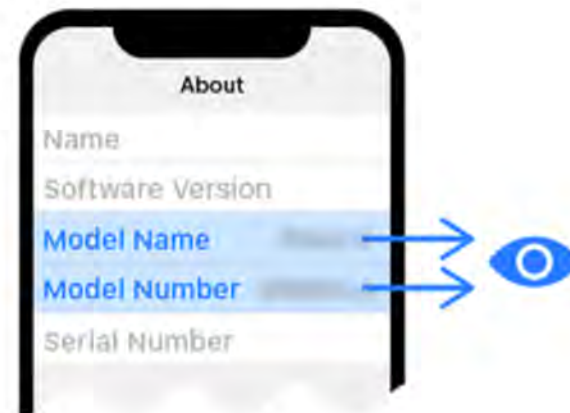 About
Name
Software Version
Model Name
Model Number
Serial Number